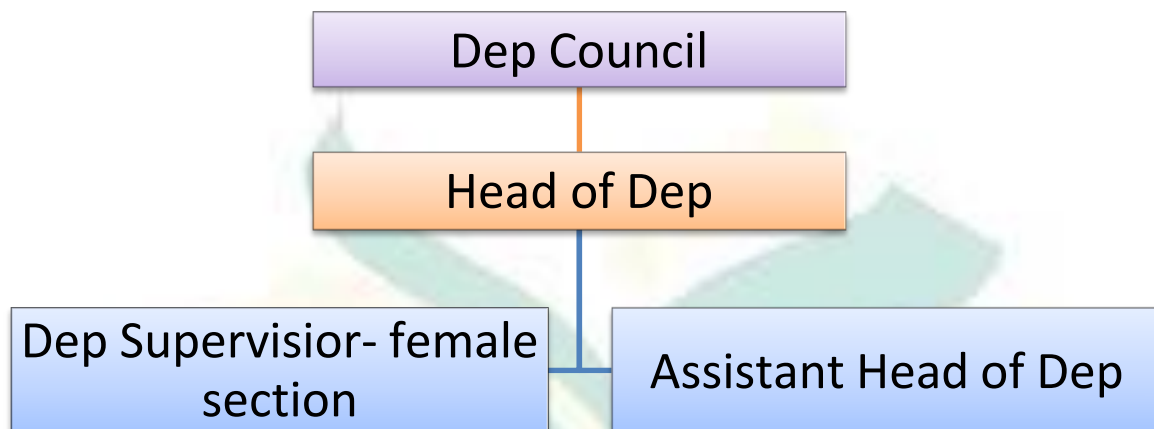 Dep Council
Head of Dep
Dep Supervisior- female
section
Assistant Head of Dep